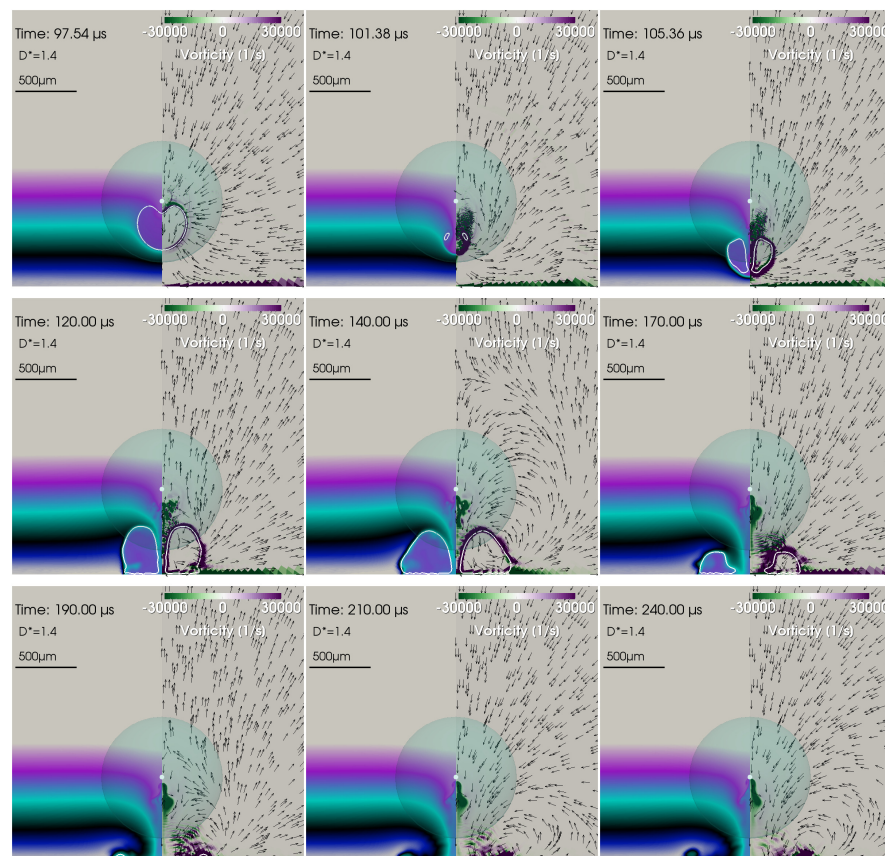 -30000 0 30000
Time: 97.54 µs
Vorticity (1/s)
D*=1.4
500µm
-30000 0 30000
Time: 101.38 µs
Vorticity (1/s)
D*=1.4
500µm
-30000 0 30000
Time: 105.36 µs
Vorticity (1/s)
D*=1.4
500µm
-30000 0 30000
Time: 120.00 µs
Vorticity (1/s)
D*=1.4
500µm
-30000 0 30000
Time: 140.00 µs
Vorticity (1/s)
D*=1.4
500µm
-30000 0 30000
Time: 170.00 µs
Vorticity (1/s)
D*=1.4
500µm
-30000 0 30000
Time: 190.00 µs
Vorticity (1/s)
D*=1.4
500µm
-30000 0 30000
Time: 210.00 µs
Vorticity (1/s)
D*=1.4
500µm
-30000 0 30000
Time: 240.00 µs
Vorticity (1/s)
D*=1.4
500µm